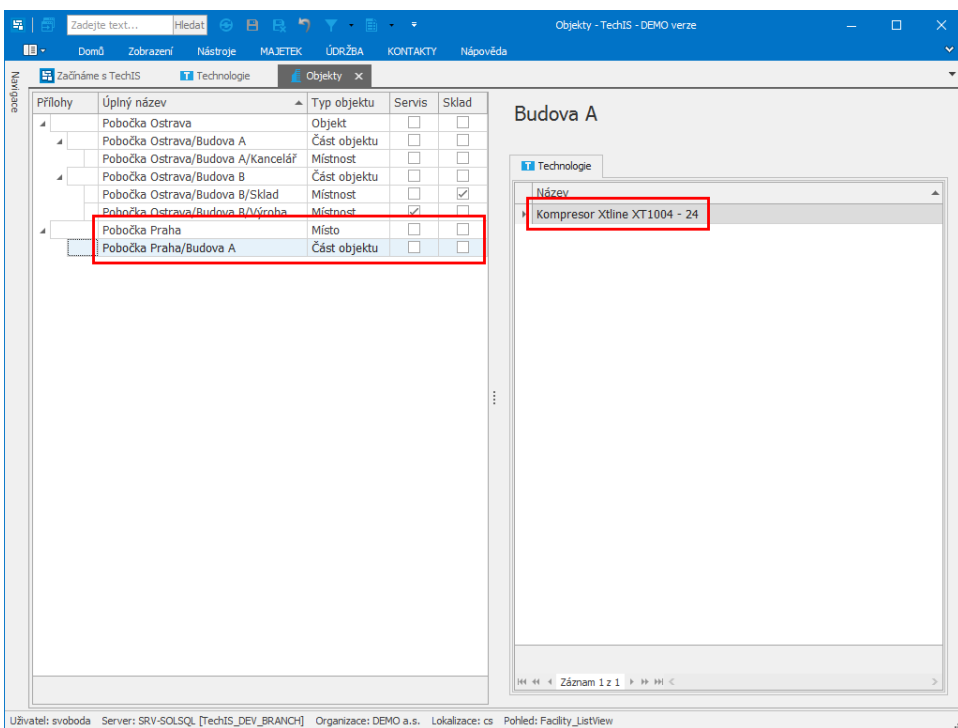 Zadejte text... Hledat Objekty - TechIS - DEMO verze
Domů Zobrazení Nástroje MAJETEK ÚDRŽBA KONTAKTY Nápověda
Navigace
Začínáme s TechIS Technologie Objekty
Přílohy Úplný název Typ objektu Servis Sklad
Pobočka Ostrava Objekt
Pobočka Ostrava/Budova A Část objektu
Pobočka Ostrava/Budova A/Kancelář Místnost
Pobočka Ostrava/Budova B Část objektu
Pobočka Ostrava/Budova B/Sklad Místnost
Pobočka Ostrava/Budova B/Výroba Místnost
Pobočka Praha Místo
Pobočka Praha/Budova A Část objektu
Budova A
Technologie
Název
Kompresor Xtline XT1004 - 24
Záznam 1 z 1
Uživatel: svoboda Server: SRV-SOLSQL [TechIS_DEV_BRANCH] Organizace: DEMO a.s. Lokalizace: cs Pohled: Facility_ListView